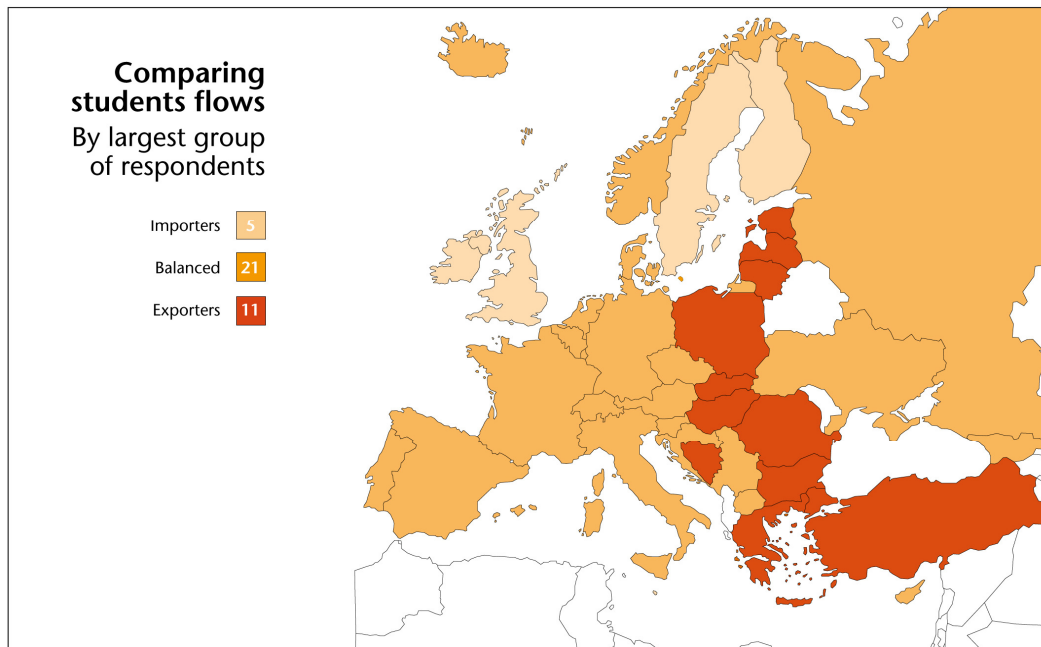 Comparing
students flows
By largest group
of respondents
Importers 5
Balanced 21
Exporters 11